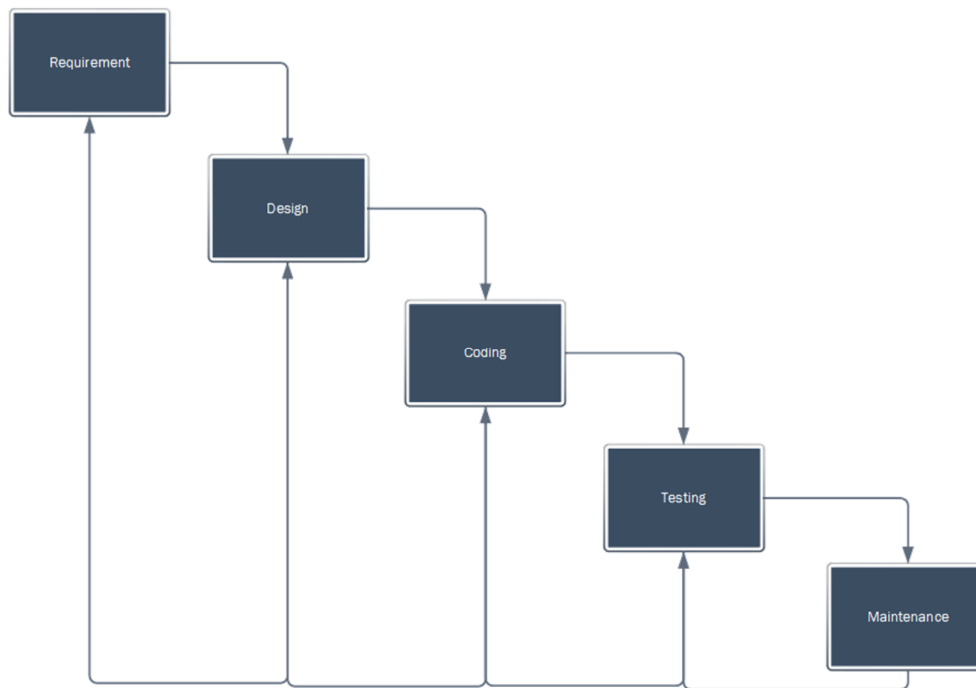 Requirement
Design
Coding
Testing
Maintenance